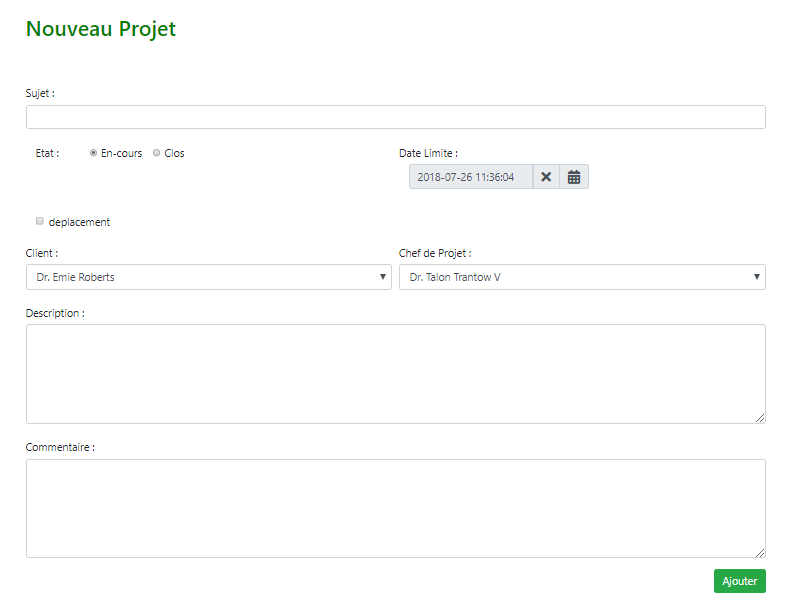 Nouveau Projet
Sujet :
Etat : En-cours Clos
Date Limite :
2018-07-26 11:36:04
deplacement
Client :
Chef de Projet :
Dr. Emie Roberts
Dr. Talon Trantow V
Description :
Commentaire :
Ajouter